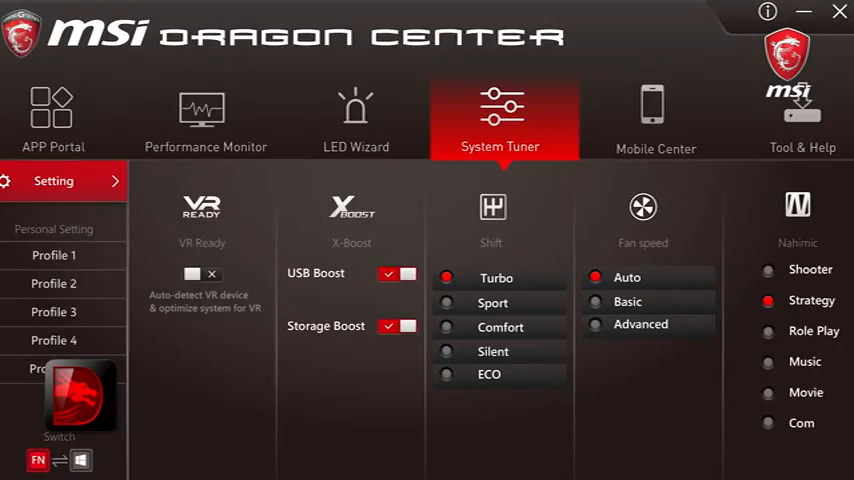 msi DRAGON CENTER
msi
APP Portal
Performance Monitor
LED Wizard
System Tuner
Mobile Center
Tool & Help
Setting
Personal Setting
Profile 1
Profile 2
Profile 3
Profile 4
Switch
FN
VR
READY
VR Ready
Auto-detect VR device
& optimize system for VR
X BOOST
X-Boost
USB Boost
Storage Boost
Shift
Turbo
Sport
Comfort
Silent
ECO
Fan speed
Auto
Basic
Advanced
Nahimic
Shooter
Strategy
Role Play
Music
Movie
Com